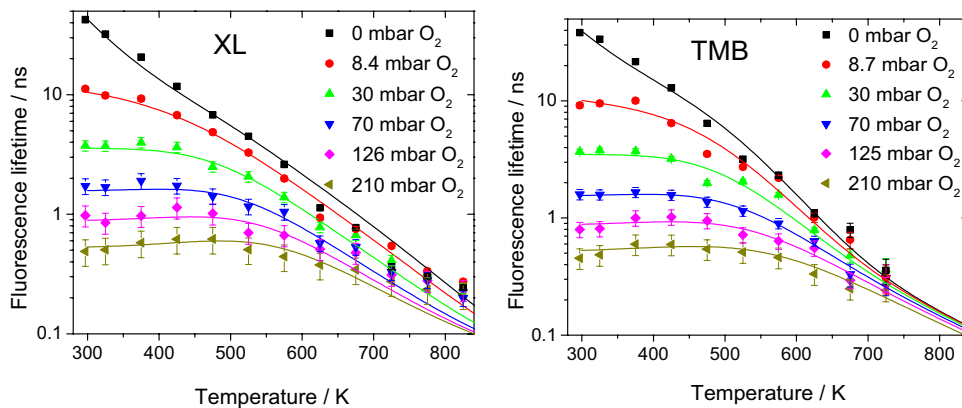 XL
0 mbar O₂
8.4 mbar O₂
30 mbar O₂
70 mbar O₂
126 mbar O₂
210 mbar O₂
Fluorescence lifetime / ns
10
1
0.1
300 400 500 600 700 800
Temperature / K
TMB
0 mbar O₂
8.7 mbar O₂
30 mbar O₂
70 mbar O₂
125 mbar O₂
210 mbar O₂
Fluorescence lifetime / ns
10
1
0.1
300 400 500 600 700 800
Temperature / K